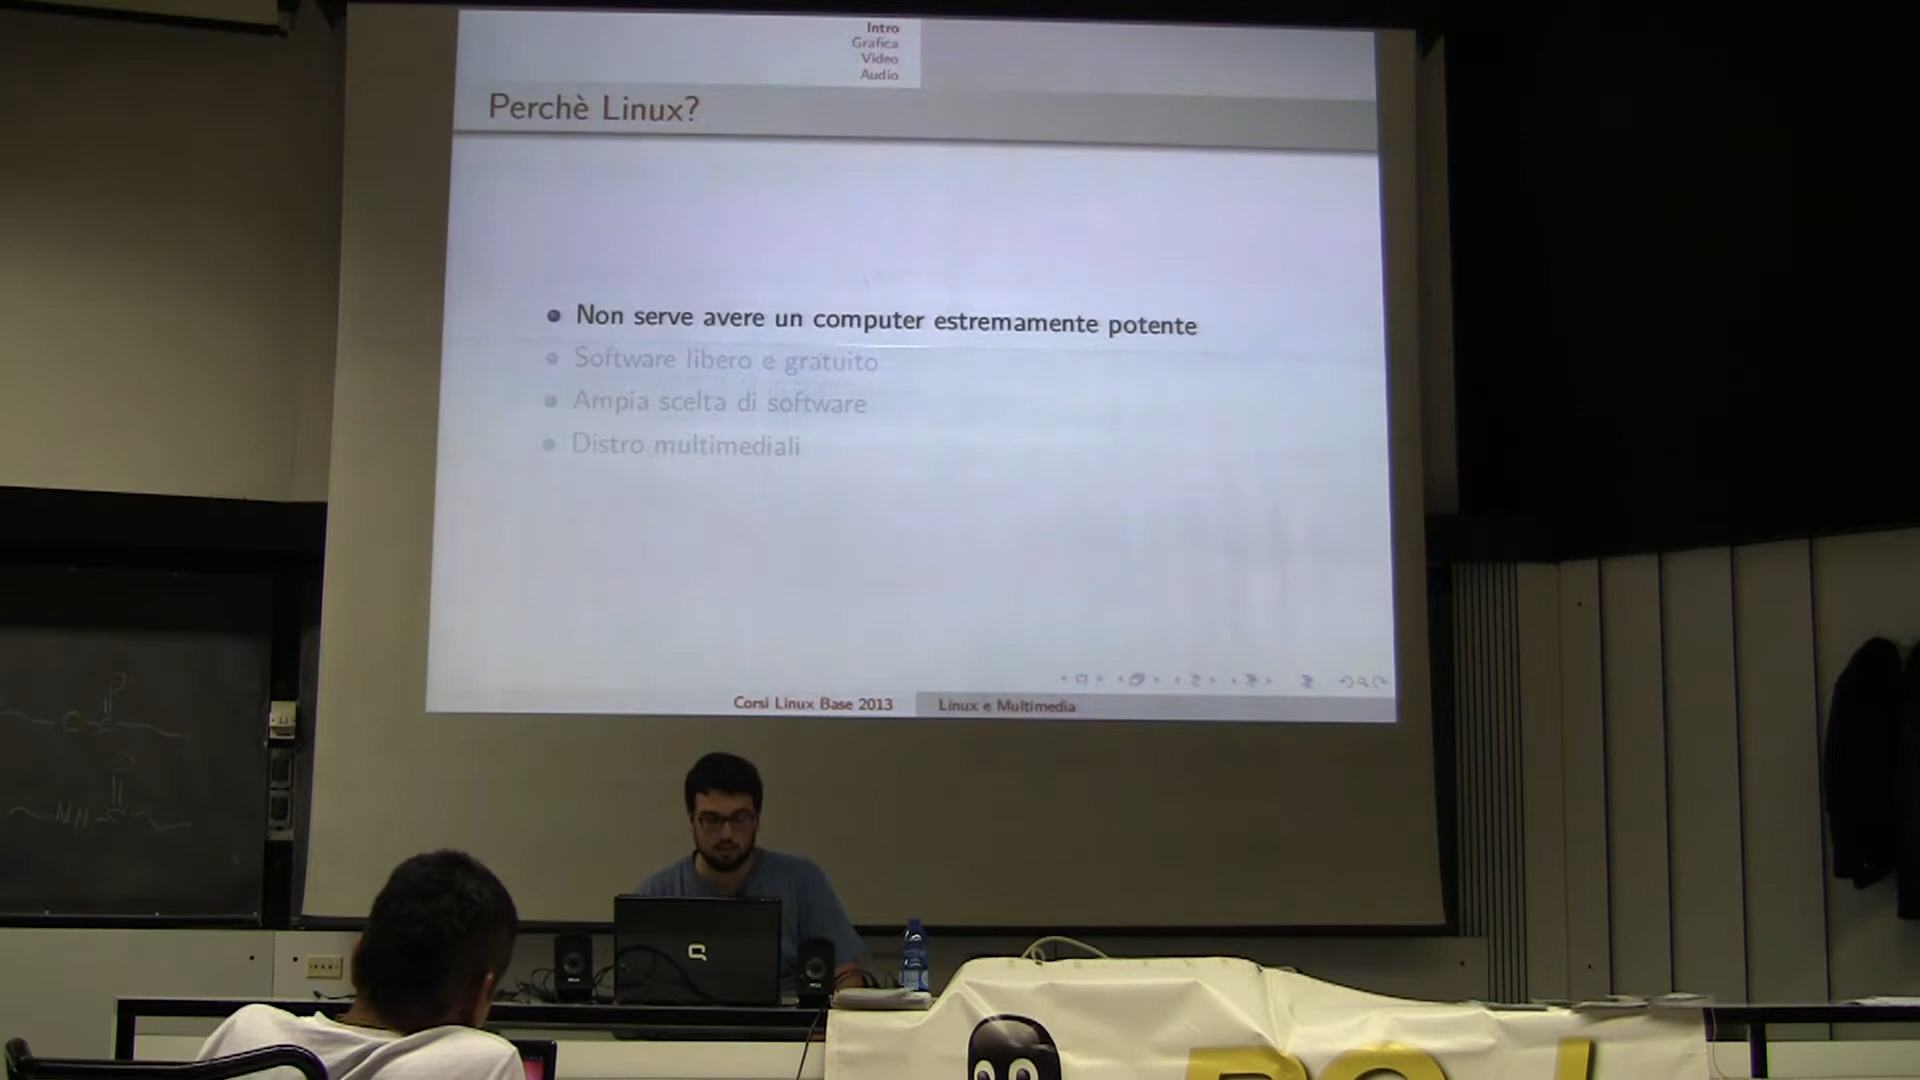 Intro
Grafica
Video
Audio
Perchè Linux?
Non serve avere un computer estremamente potente
Software libero e gratuito
Ampia scelta di software
Distro multimediali
Corsi Linux Base 2013
Linux e Multimedia
C
O
NH
C
O